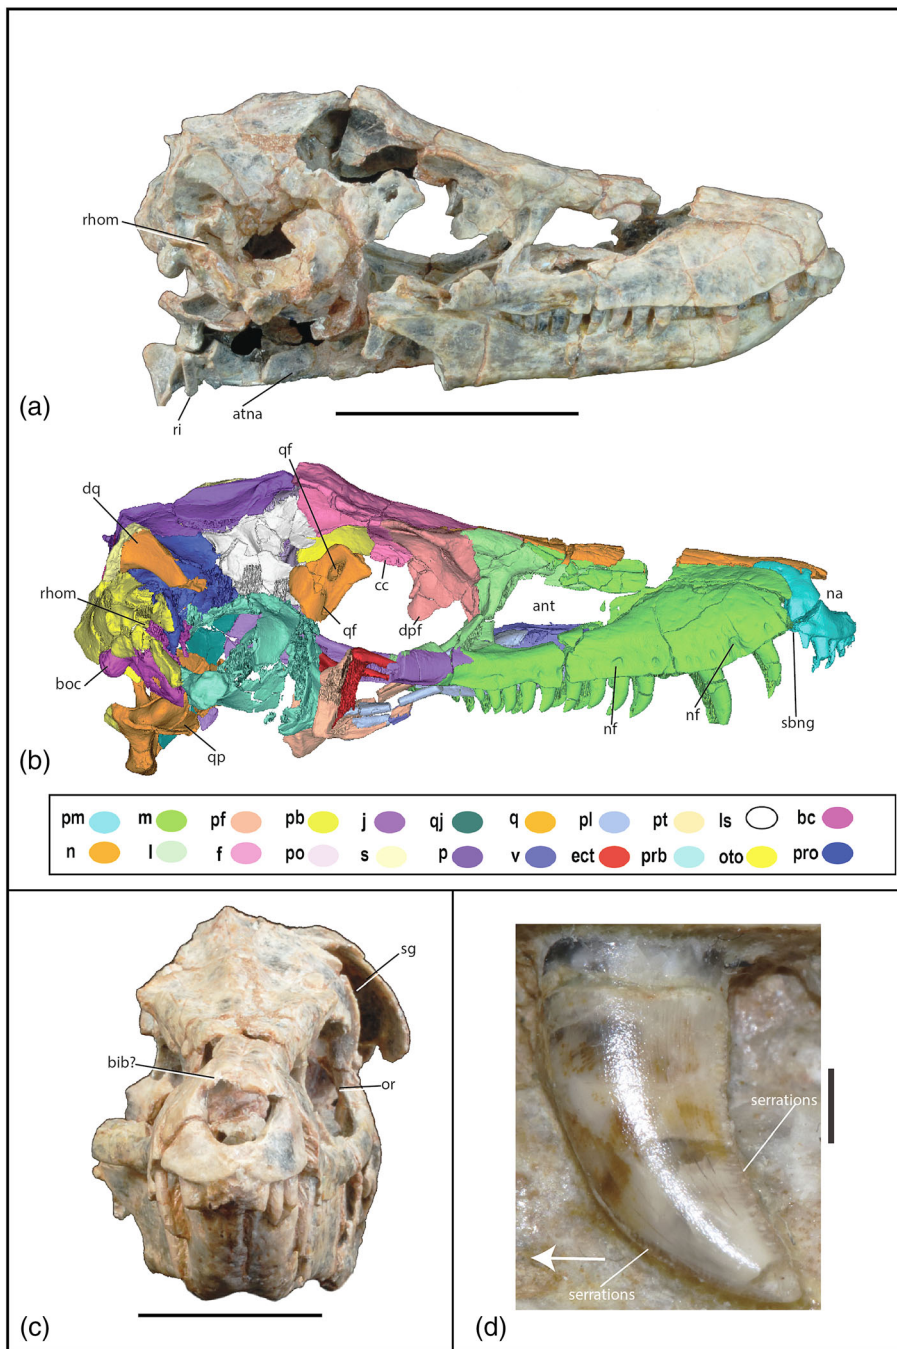 rhom
ri
atna
(a)
qf
dq
rhom
cc
ant
na
qf
dpf
boc
qp
nf
nf
sbng
(b)
pm m pf pb j qj q pl pt ls bc
n l f po s p v ect prb oto pro
sg
bib?
or
(c)
serrations
serrations
(d)